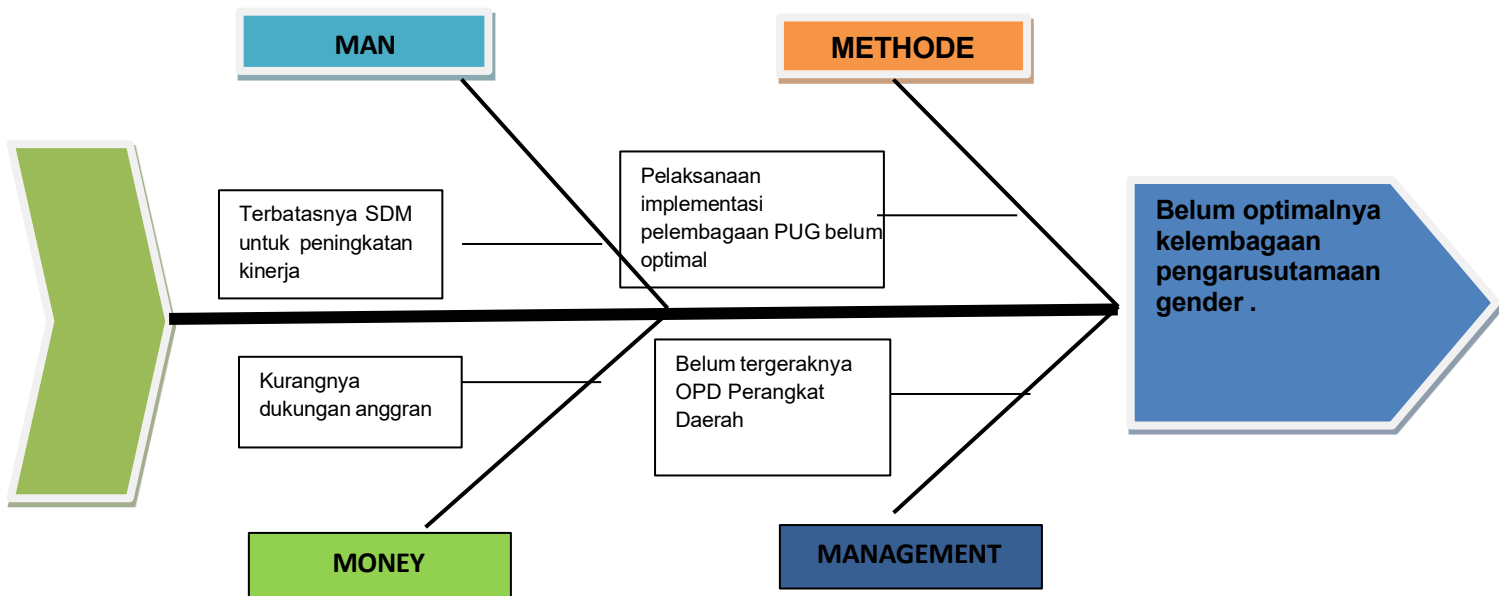 MAN
METHODE
Terbatasnya SDM
untuk peningkatan
kinerja
Pelaksanaan
implementasi
pelembagaan PUG belum
optimal
Belum optimalnya
kelembagaan
pengarusutamaan
gender .
Kurangnya
dukungan anggran
Belum tergeraknya
OPD Perangkat
Daerah
MONEY
MANAGEMENT